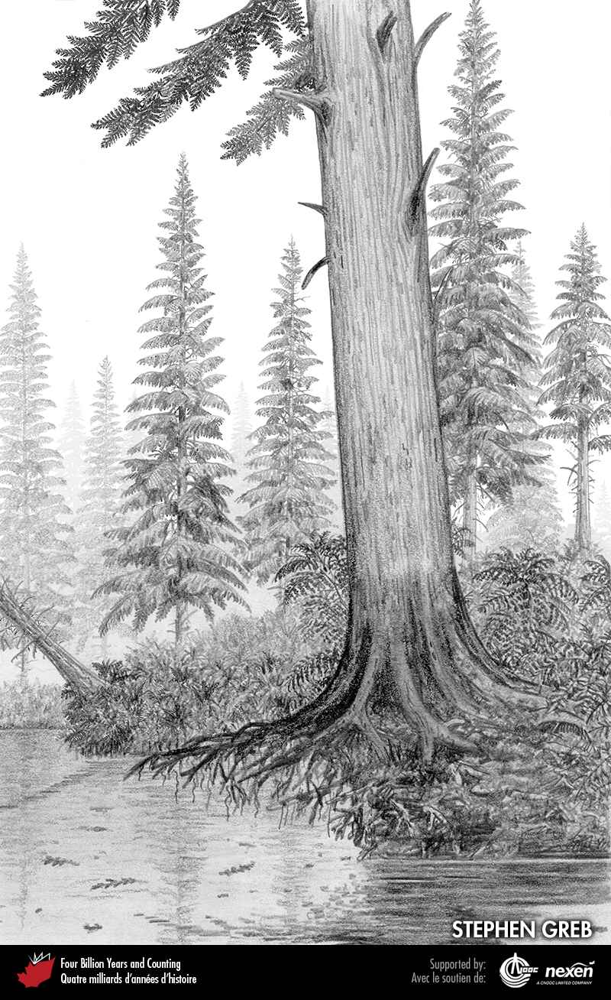 STEPHEN GREB
Four Billion Years and Counting
Quatre milliards d'années d'histoire
Supported by:
Avec le soutien de:
CNOOC
nexen
A CNOOC LIMITED COMPANY